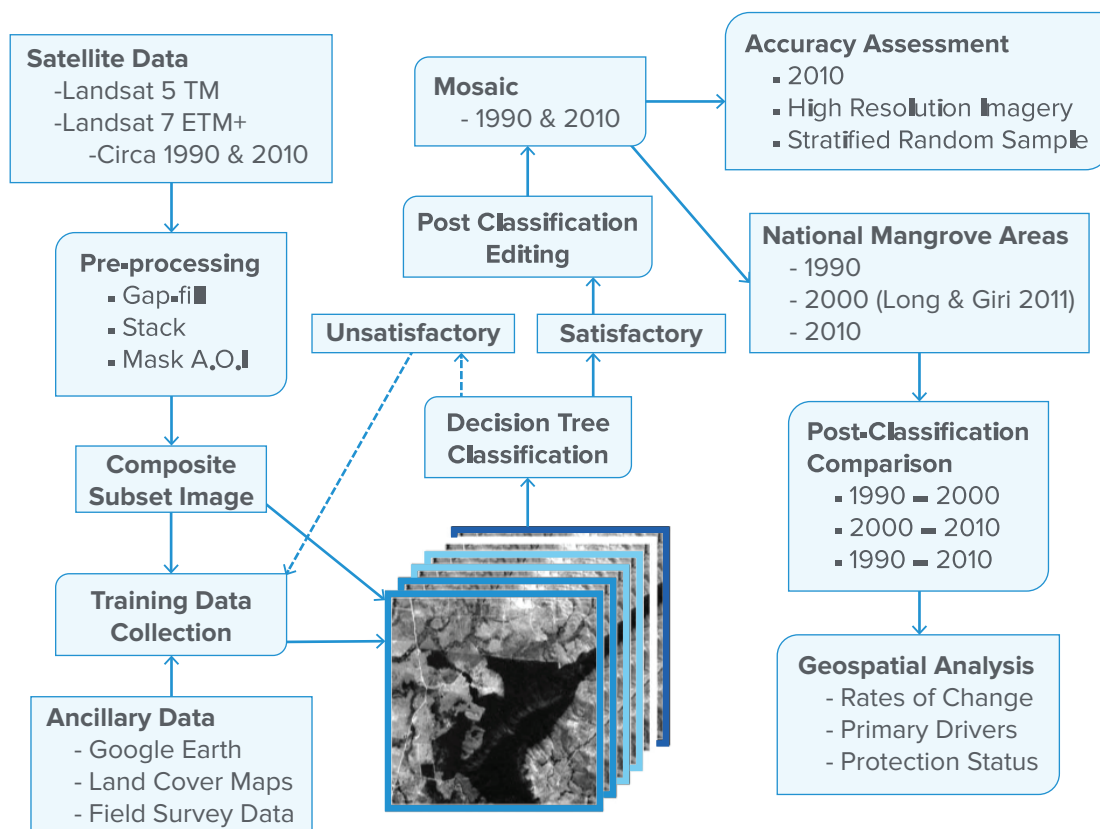 Satellite Data
-Landsat 5 TM
-Landsat 7 ETM+
-Circa 1990 & 2010
Pre-processing
▪ Gap-fill
▪ Stack
▪ Mask A.O.I
Composite
Subset Image
Training Data
Collection
Ancillary Data
- Google Earth
- Land Cover Maps
- Field Survey Data
Unsatisfactory
Satisfactory
Decision Tree
Classification
Post Classification
Editing
Mosaic
- 1990 & 2010
Accuracy Assessment
▪ 2010
▪ High Resolution Imagery
▪ Stratified Random Sample
National Mangrove Areas
- 1990
- 2000 (Long & Giri 2011)
- 2010
Post-Classification
Comparison
▪ 1990 – 2000
▪ 2000 – 2010
▪ 1990 – 2010
Geospatial Analysis
- Rates of Change
- Primary Drivers
- Protection Status